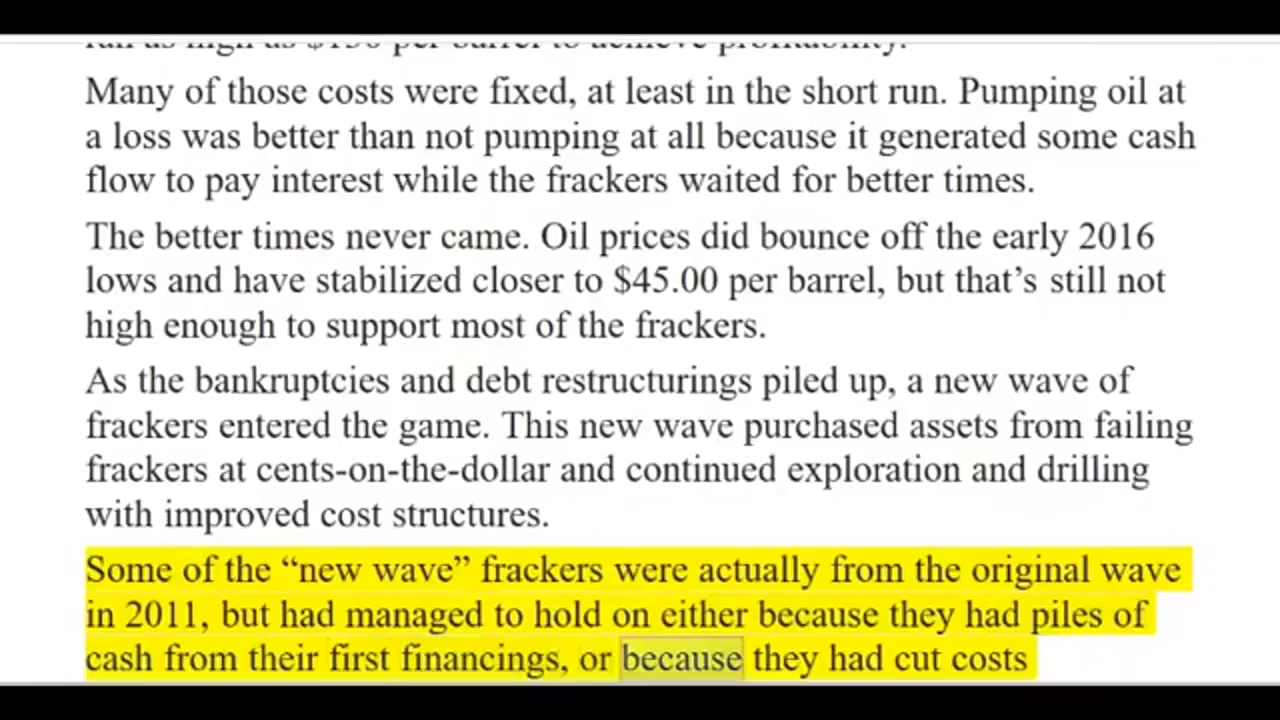 Many of those costs were fixed, at least in the short run. Pumping oil at
a loss was better than not pumping at all because it generated some cash
flow to pay interest while the frackers waited for better times.
The better times never came. Oil prices did bounce off the early 2016
lows and have stabilized closer to $45.00 per barrel, but that’s still not
high enough to support most of the frackers.
As the bankruptcies and debt restructurings piled up, a new wave of
frackers entered the game. This new wave purchased assets from failing
frackers at cents-on-the-dollar and continued exploration and drilling
with improved cost structures.
Some of the “new wave” frackers were actually from the original wave
in 2011, but had managed to hold on either because they had piles of
cash from their first financings, or because they had cut costs